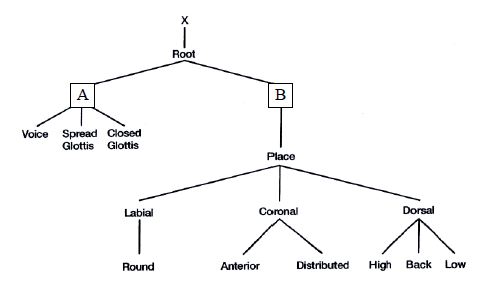 X
Root
A B
Voice Spread Glottis Closed Glottis
Place
Labial Coronal Dorsal
Round Anterior Distributed High Back Low